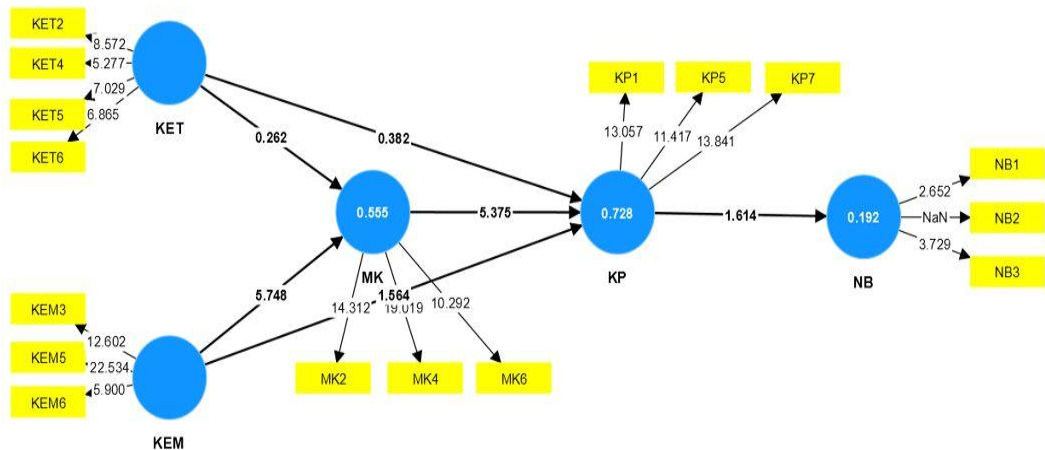 KET2
8.572
KET4
5.277
KET5
7.029
KET6
6.865
KET
0.262
0.382
KP1
KP5
KP7
13.057
11.417
13.841
0.555
MK
5.375
0.728
KP
1.614
0.192
NB
2.652
NB1
NaN
NB2
3.729
NB3
5.748
1.564
14.312
19.019
10.292
MK2
MK4
MK6
KEM3
12.602
KEM5
22.534
KEM6
5.900
KEM